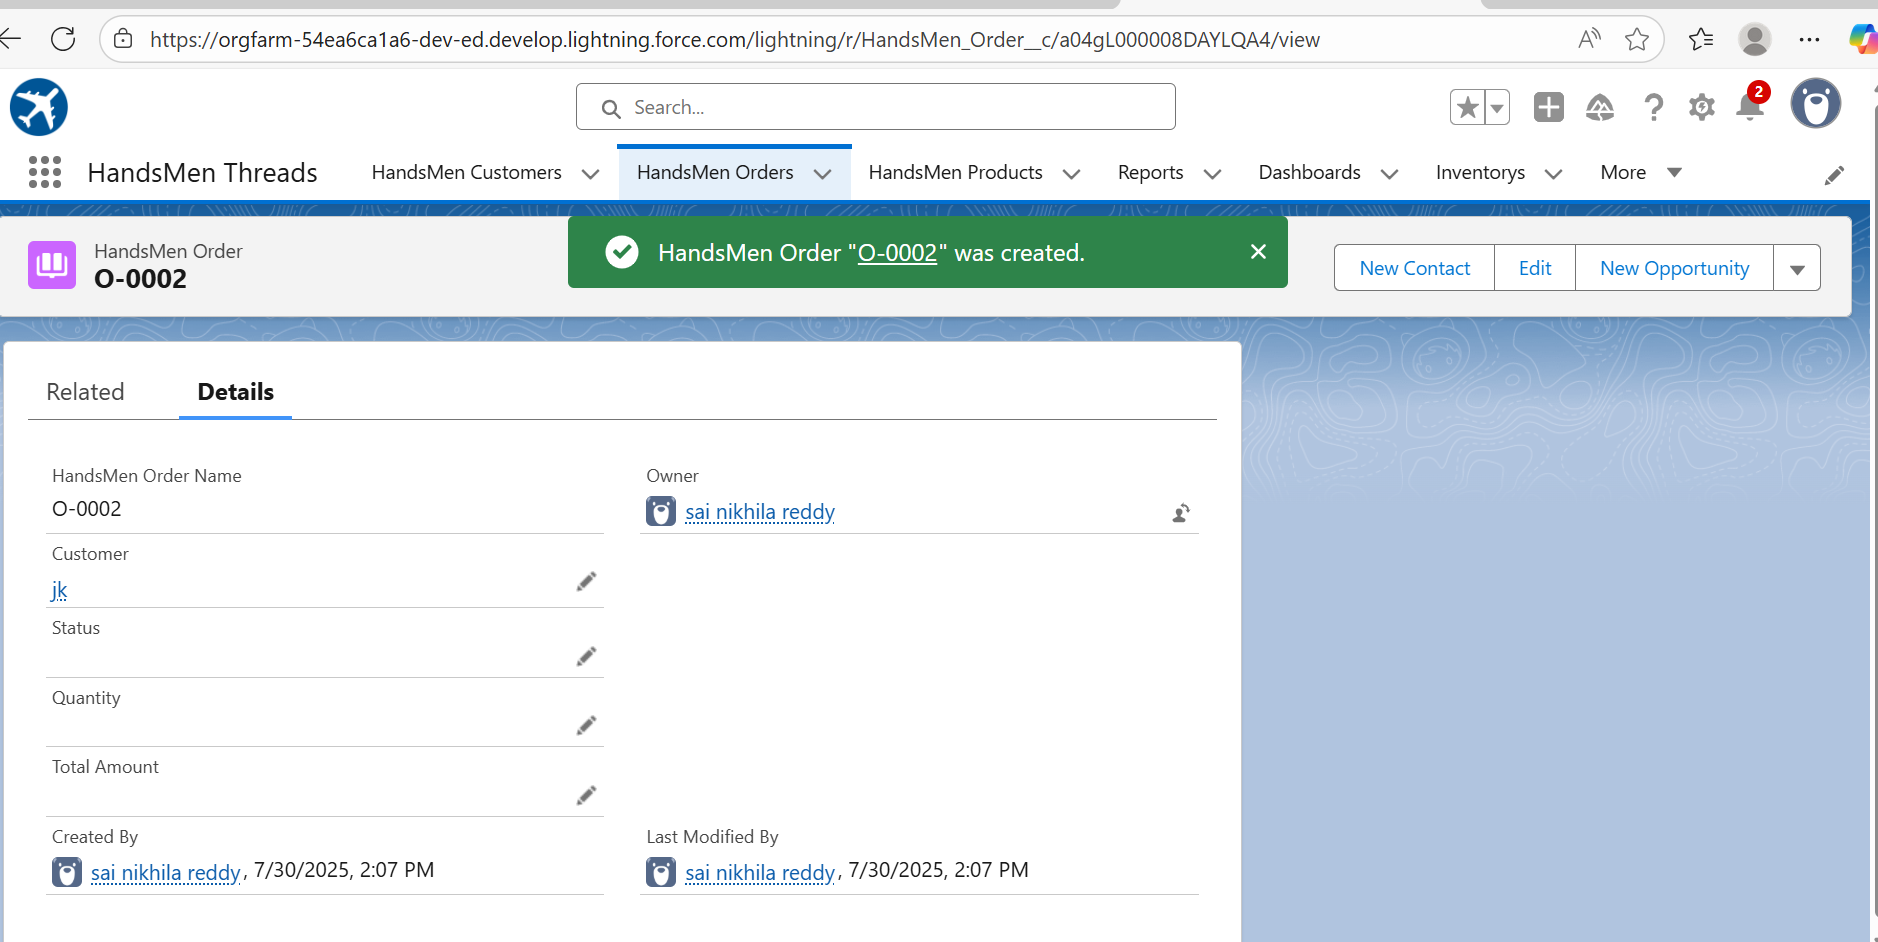 https://orgfarm-54ea6ca1a6-dev-ed.develop.lightning.force.com/lightning/r/HandsMen_Order__c/a04gL000008DAYLQA4/view
Search...
2
HandsMen Threads HandsMen Customers HandsMen Orders HandsMen Products Reports Dashboards Inventorys More
HandsMen Order
O-0002
HandsMen Order "O-0002" was created.
New Contact Edit New Opportunity
Related Details
HandsMen Order Name
O-0002
Owner
sai nikhila reddy
Customer
jk
Status
Quantity
Total Amount
Created By
sai nikhila reddy, 7/30/2025, 2:07 PM
Last Modified By
sai nikhila reddy, 7/30/2025, 2:07 PM